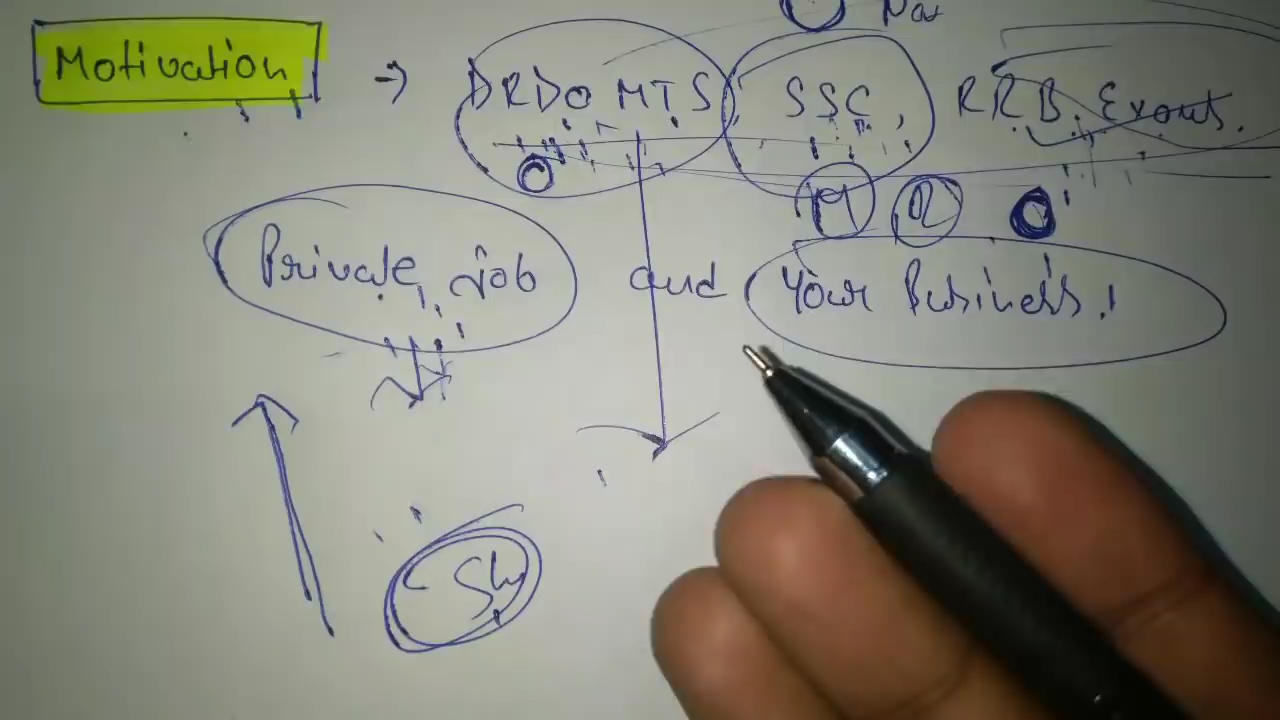 Motivation → DRDO MTS SSC, RRB. Exams.
Private job and Your Business!